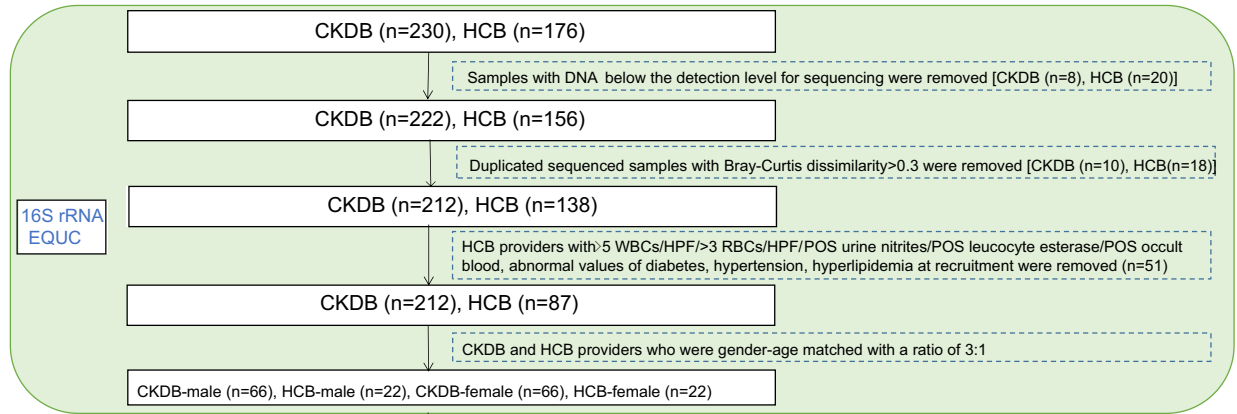 CKDB (n=230), HCB (n=176)
Samples with DNA below the detection level for sequencing were removed [CKDB (n=8), HCB (n=20)]
CKDB (n=222), HCB (n=156)
Duplicated sequenced samples with Bray-Curtis dissimilarity>0.3 were removed [CKDB (n=10), HCB(n=18)]
CKDB (n=212), HCB (n=138)
16S rRNA
EQUC
HCB providers with>5 WBCs/HPF/>3 RBCs/HPF/POS urine nitrites/POS leucocyte esterase/POS occult
blood, abnormal values of diabetes, hypertension, hyperlipidemia at recruitment were removed (n=51)
CKDB (n=212), HCB (n=87)
CKDB and HCB providers who were gender-age matched with a ratio of 3:1
CKDB-male (n=66), HCB-male (n=22), CKDB-female (n=66), HCB-female (n=22)